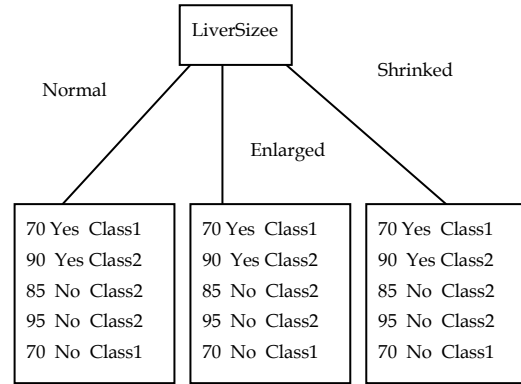 LiverSizee
Shrinked
Normal
Enlarged
70 Yes Class1
90 Yes Class2
85 No Class2
95 No Class2
70 No Class1
70 Yes Class1
90 Yes Class2
85 No Class2
95 No Class2
70 No Class1
70 Yes Class1
90 Yes Class2
85 No Class2
95 No Class2
70 No Class1